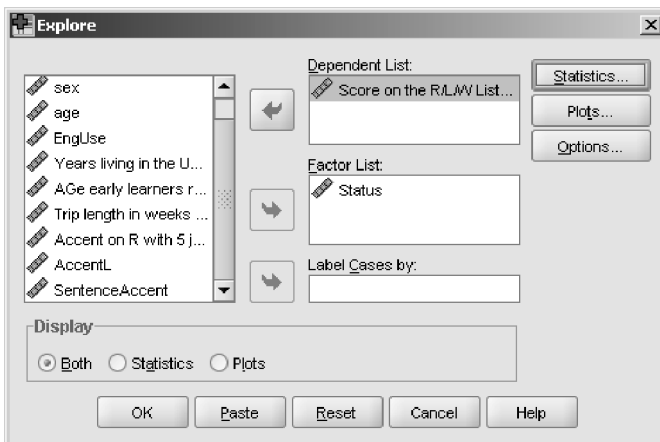 Explore
Dependent List:
sex
age
EngUse
Years living in the U...
AGe early learners r...
Trip length in weeks ...
Accent on R with 5 j...
AccentL
SentenceAccent
Score on the R/L/W List...
Factor List:
Status
Label Cases by:
Statistics...
Plots...
Options...
Display
Both Statistics Plots
OK Paste Reset Cancel Help